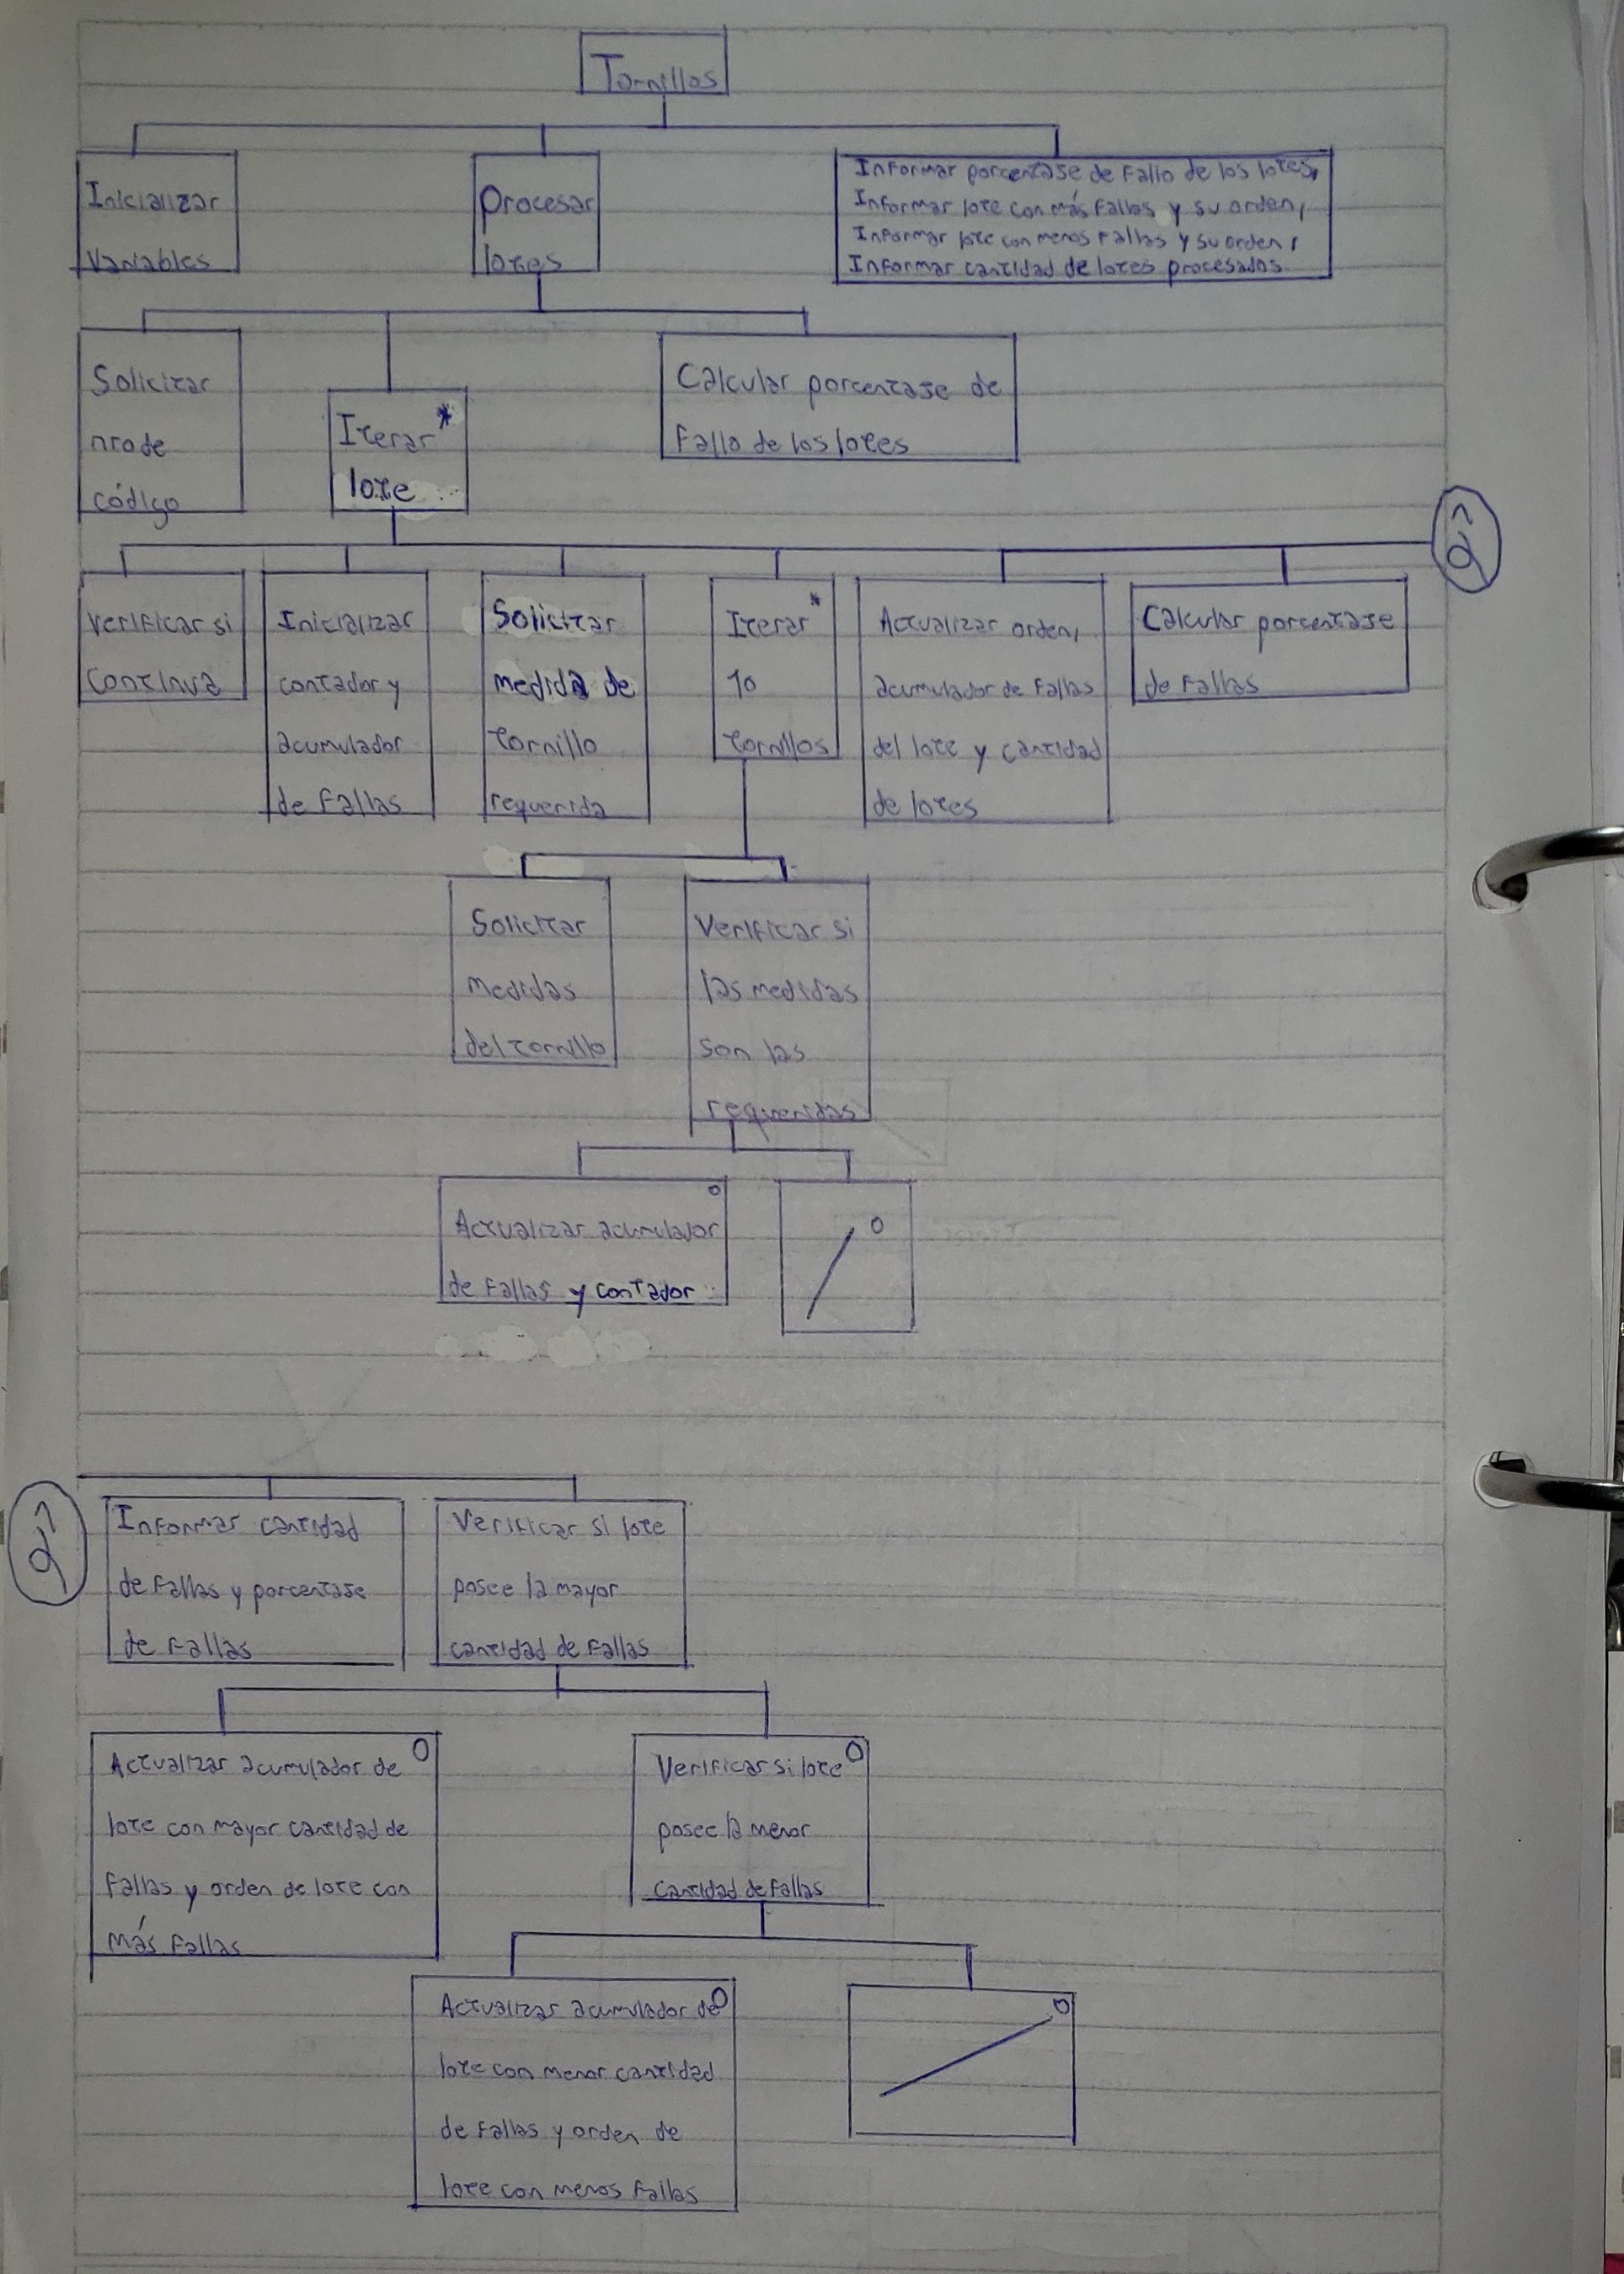 Tornillos
Inicializar
Variables
Procesar
lotes
Informar porcentaje de fallo de los lotes,
Informar lote con más fallas y su orden,
Informar lote con menos fallas y su orden,
Informar cantidad de lotes procesados
Solicitar
nro de
código
Iterar *
lote
Calcular porcentaje de
fallo de los lotes
Verificar si
continua
Inicializar
contador y
acumulador
de fallas
Solicitar
medida de
tornillo
requerida
Iterar *
10
tornillos
Actualizar orden,
acumulador de fallas
del lote y cantidad
de lotes
Calcular porcentaje
de fallas
Solicitar
medidas
del tornillo
Verificar si
las medidas
son las
requeridas
Actualizar acumulador
de fallas y contador
Informar cantidad
de fallas y porcentaje
de fallas
Verificar si lote
posee la mayor
cantidad de fallas
Actualizar acumulador de
lote con mayor cantidad de
fallas y orden de lote con
más fallas
Verificar si lote
posee la menor
cantidad de fallas
Actualizar acumulador de
lote con menor cantidad
de fallas y orden de
lote con menos fallas